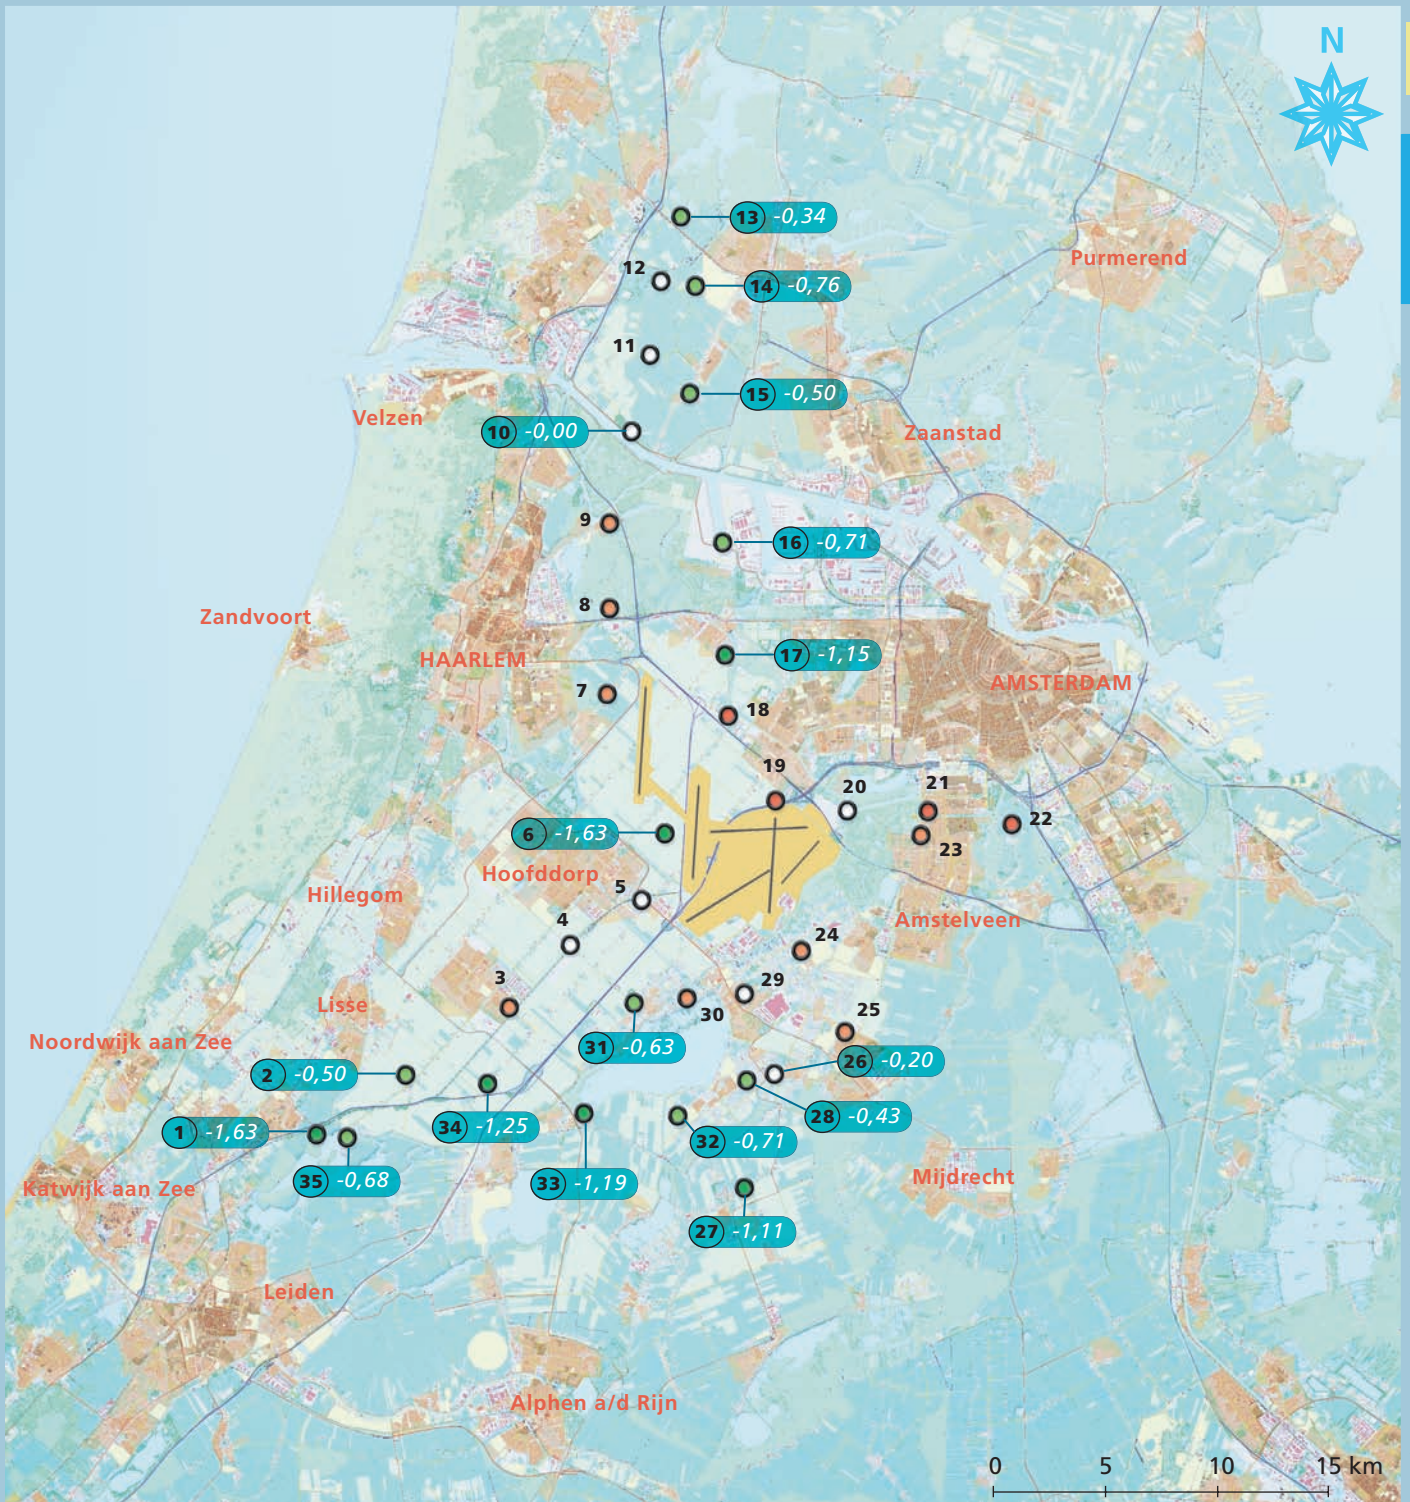 N
13 -0,34
Purmerend
12
14 -0,76
11
15 -0,50
Velzen
10 -0,00
Zaanstad
9
16 -0,71
8
Zandvoort
17 -1,15
HAARLEM
AMSTERDAM
7
18
19
20
21
22
6 -1,63
23
Hoofddorp
5
Hillegom
4
Amstelveen
24
3
29
Lisse
30
25
Noordwijk aan Zee
31 -0,63
26 -0,20
2 -0,50
28 -0,43
34 -1,25
1 -1,63
32 -0,71
35 -0,68
33 -1,19
Mijdrecht
Katwijk aan Zee
27 -1,11
Leiden
Alphen a/d Rijn
0 5 10 15 km